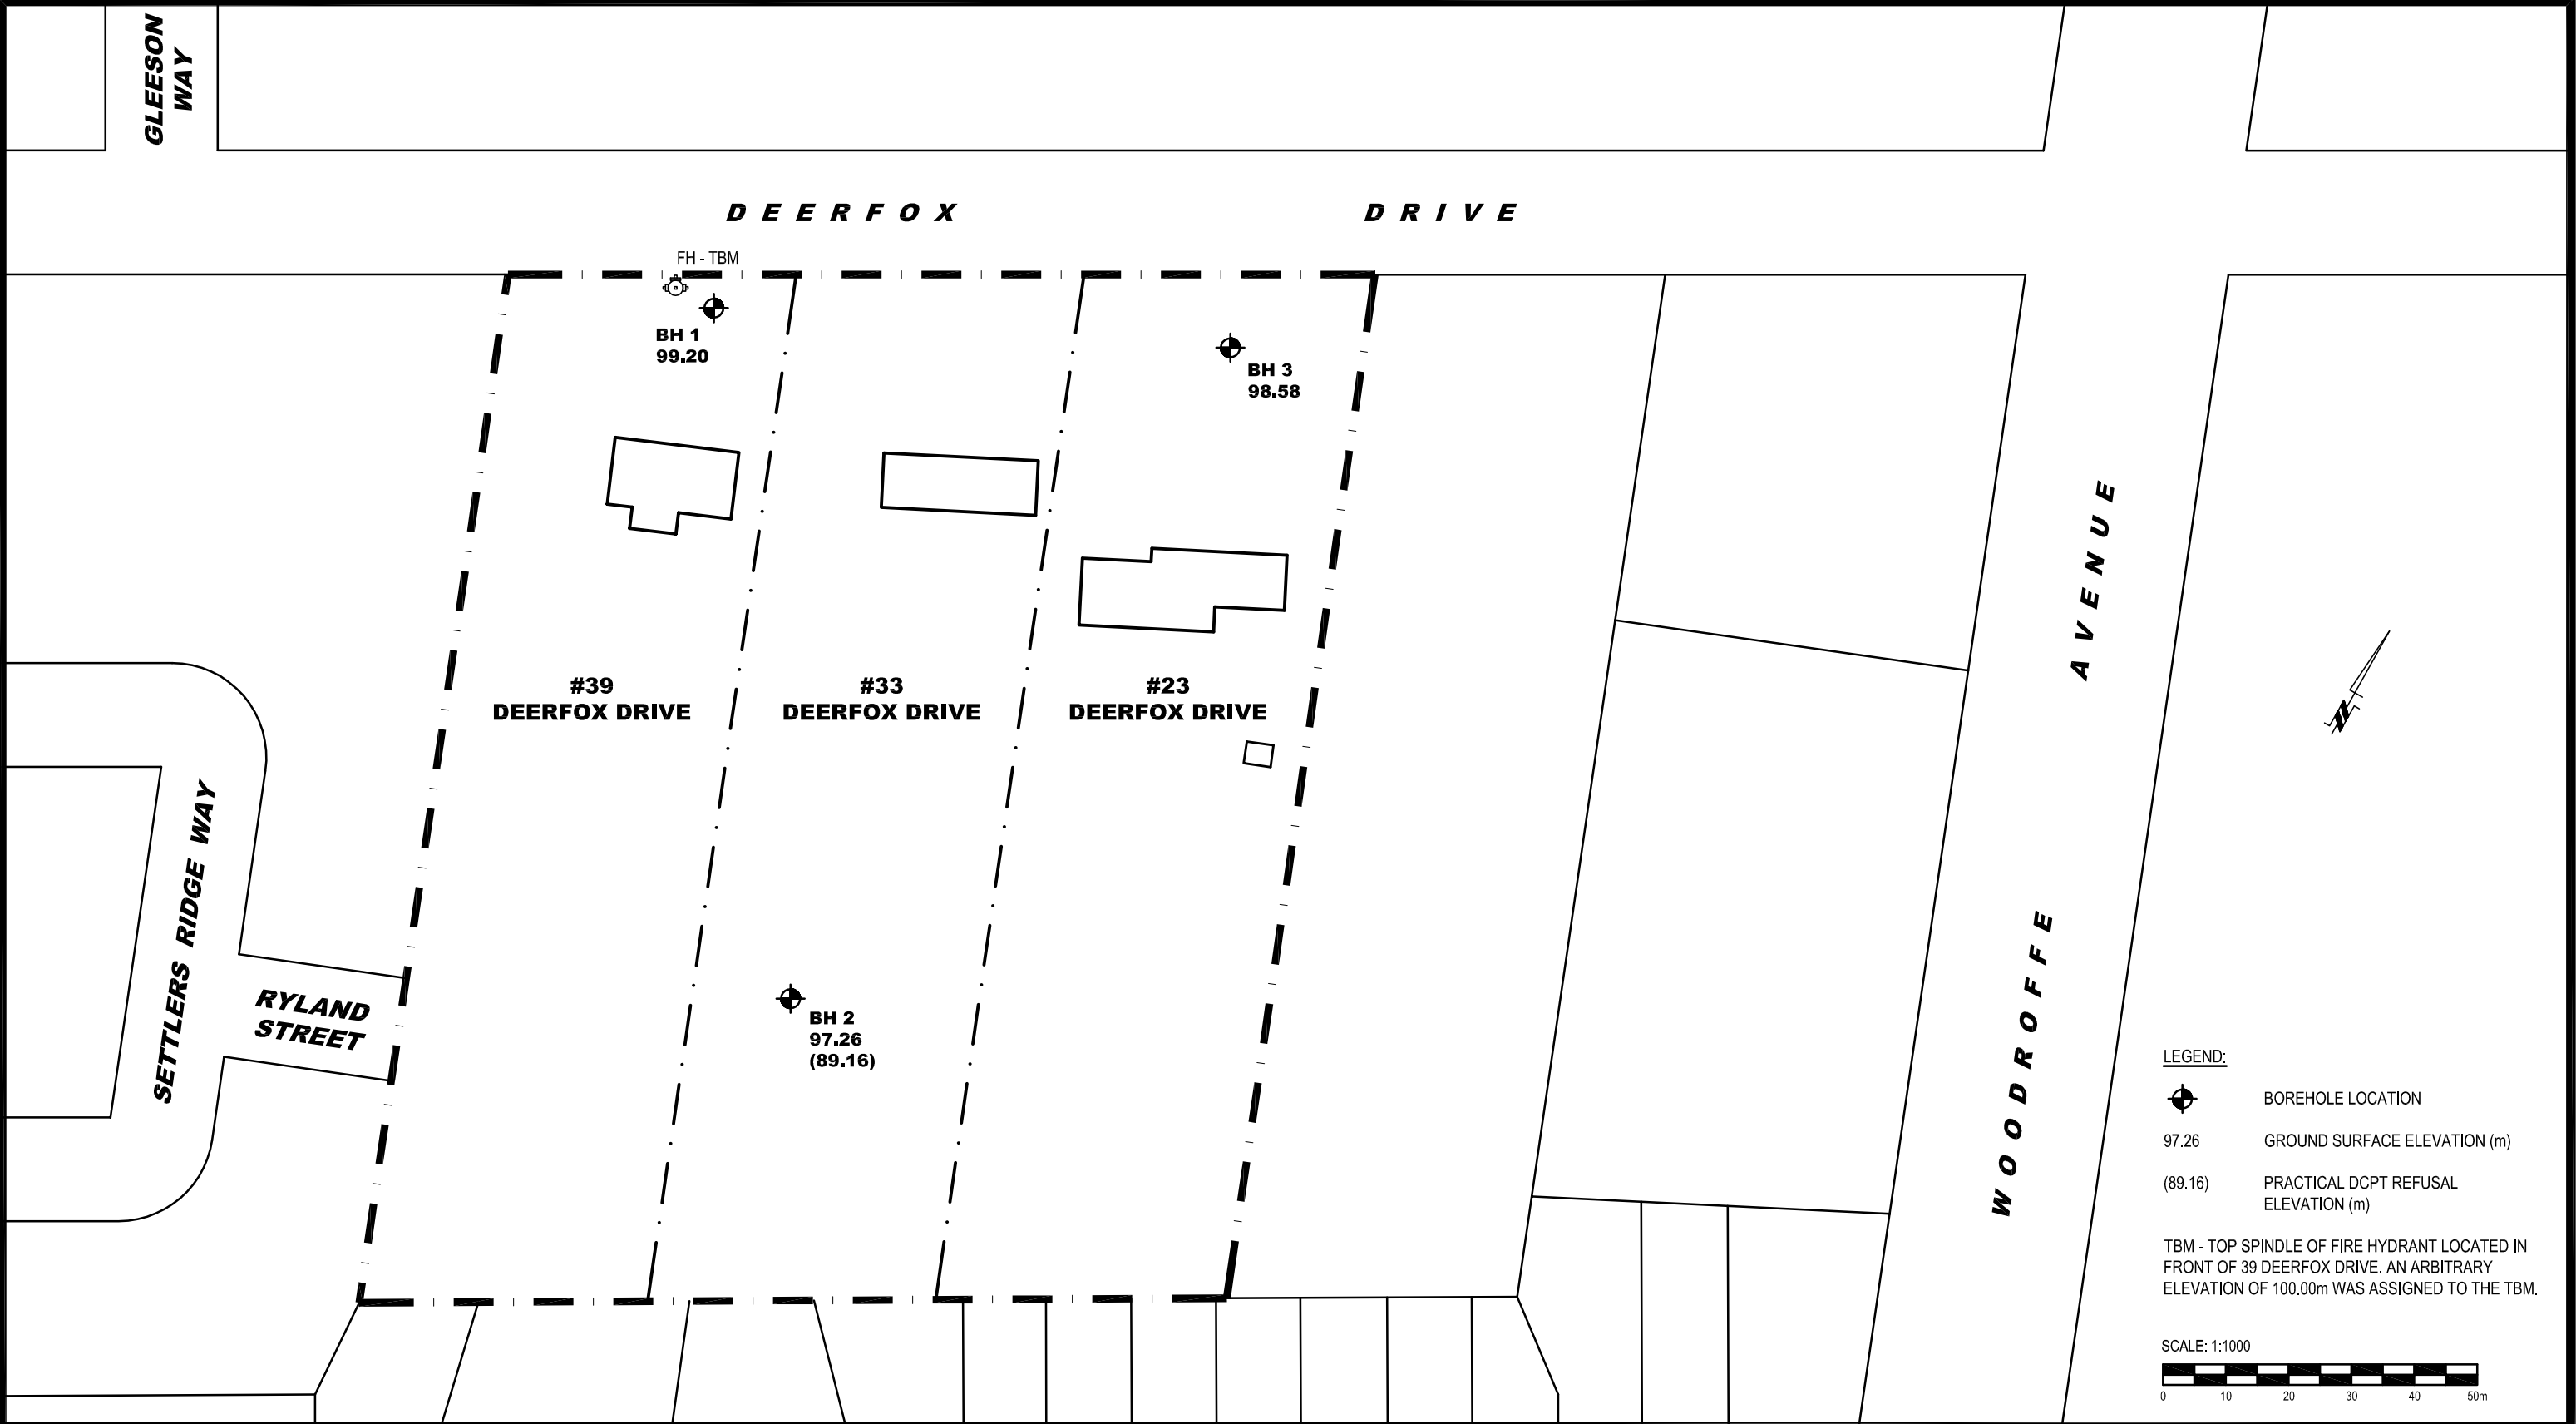 GLEESON
WAY
DEERFOX DRIVE
FH - TBM
BH 1
99.20
BH 3
98.58
#39
DEERFOX DRIVE
#33
DEERFOX DRIVE
#23
DEERFOX DRIVE
SETTLERS RIDGE WAY
RYLAND
STREET
BH 2
97.26
(89.16)
WOODROFFE AVENUE
LEGEND:
BOREHOLE LOCATION
97.26 GROUND SURFACE ELEVATION (m)
(89.16) PRACTICAL DCPT REFUSAL
ELEVATION (m)
TBM - TOP SPINDLE OF FIRE HYDRANT LOCATED IN
FRONT OF 39 DEERFOX DRIVE. AN ARBITRARY
ELEVATION OF 100.00m WAS ASSIGNED TO THE TBM.
SCALE: 1:1000
0 10 20 30 40 50m